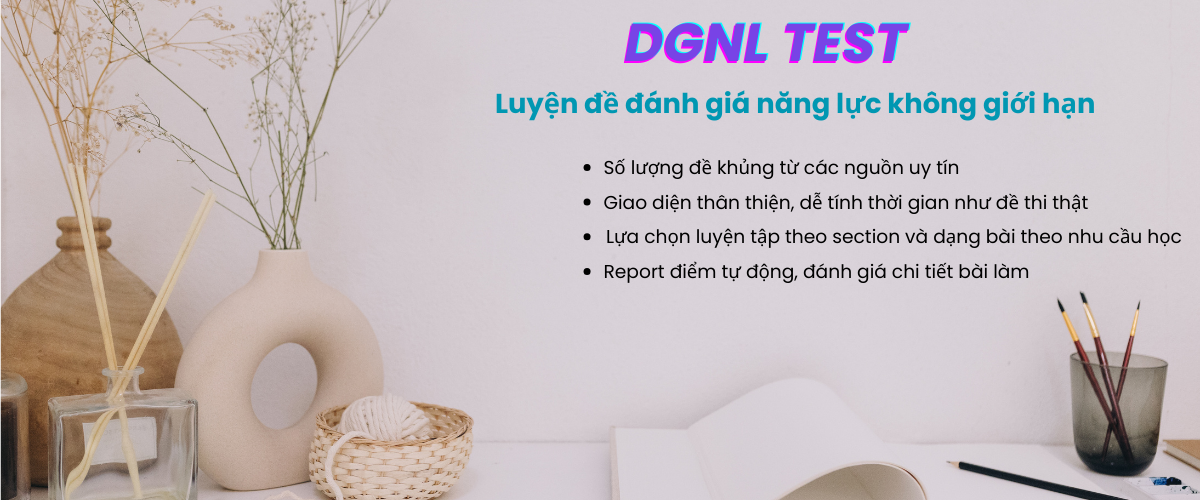 DGNL TEST
Luyện đề đánh giá năng lực không giới hạn
Số lượng đề khủng từ các nguồn uy tín
Giao diện thân thiện, dễ tính thời gian như đề thi thật
Lựa chọn luyện tập theo section và dạng bài theo nhu cầu học
Report điểm tự động, đánh giá chi tiết bài làm